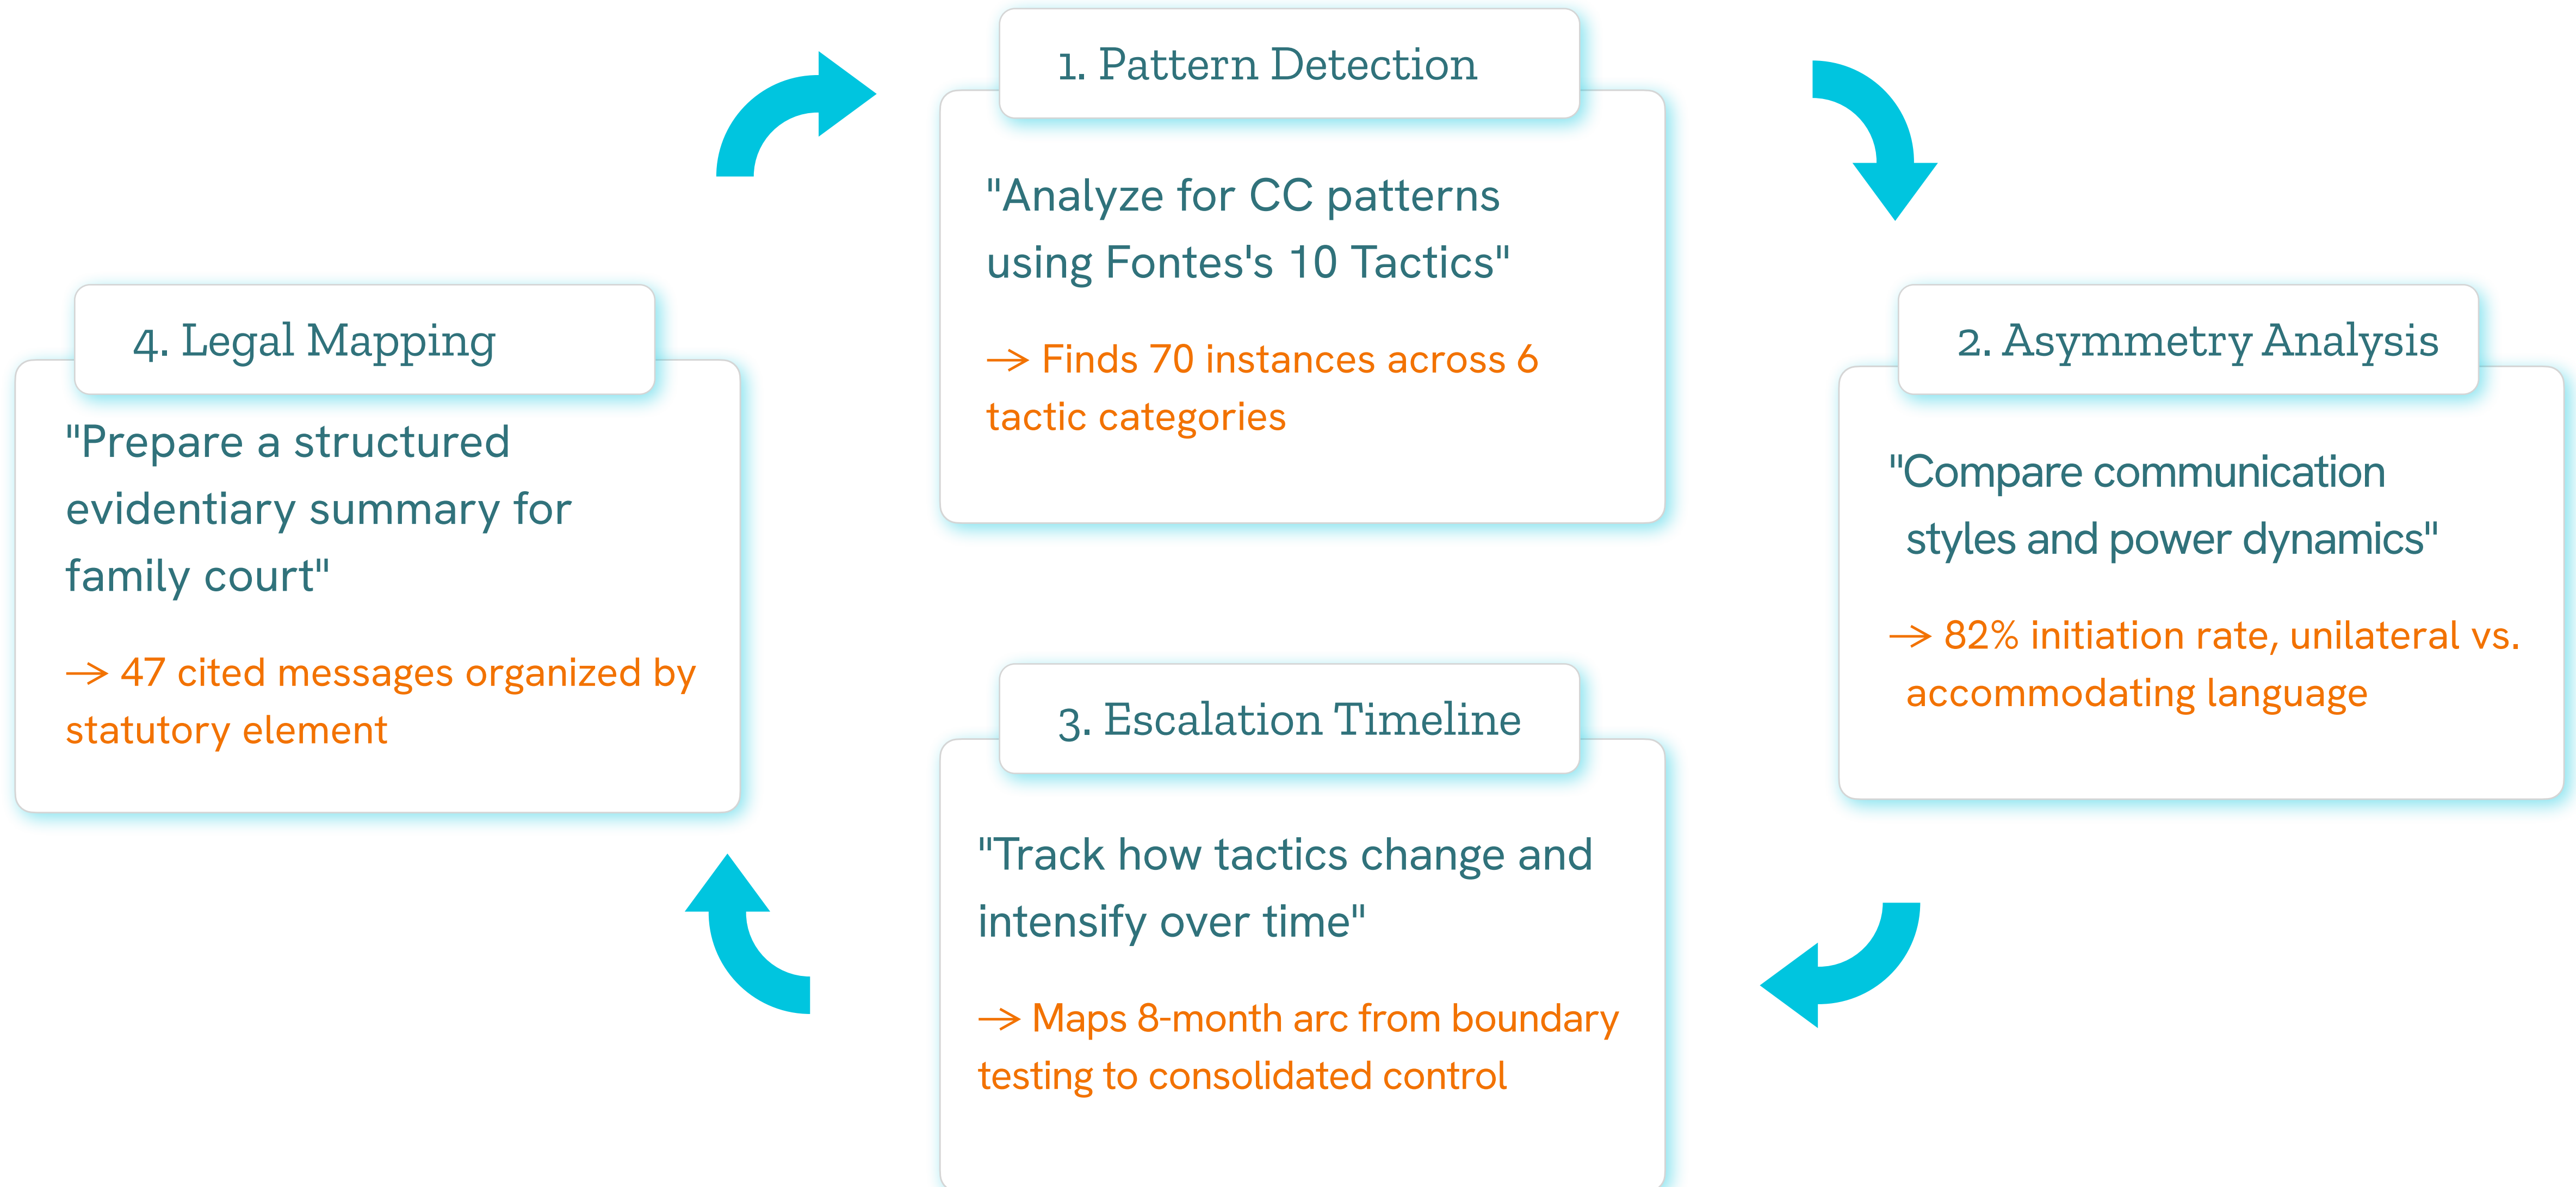 1. Pattern Detection
"Analyze for CC patterns
using Fontes's 10 Tactics"
→ Finds 70 instances across 6
tactic categories
2. Asymmetry Analysis
"Compare communication
styles and power dynamics"
→ 82% initiation rate, unilateral vs.
accommodating language
3. Escalation Timeline
"Track how tactics change and
intensify over time"
→ Maps 8-month arc from boundary
testing to consolidated control
4. Legal Mapping
"Prepare a structured
evidentiary summary for
family court"
→ 47 cited messages organized by
statutory element